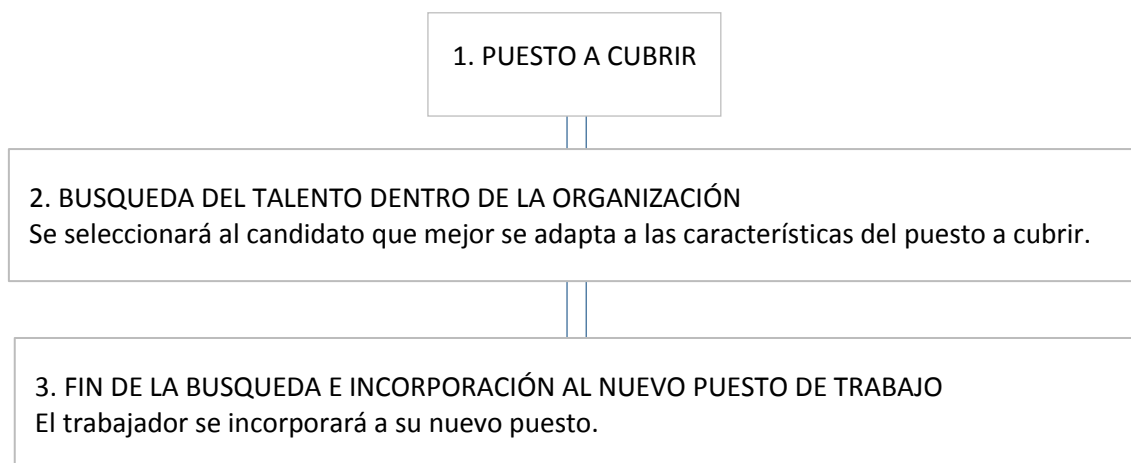 1. PUESTO A CUBRIR
2. BUSQUEDA DEL TALENTO DENTRO DE LA ORGANIZACIÓN
Se seleccionará al candidato que mejor se adapta a las características del puesto a cubrir.
3. FIN DE LA BUSQUEDA E INCORPORACIÓN AL NUEVO PUESTO DE TRABAJO
El trabajador se incorporará a su nuevo puesto.